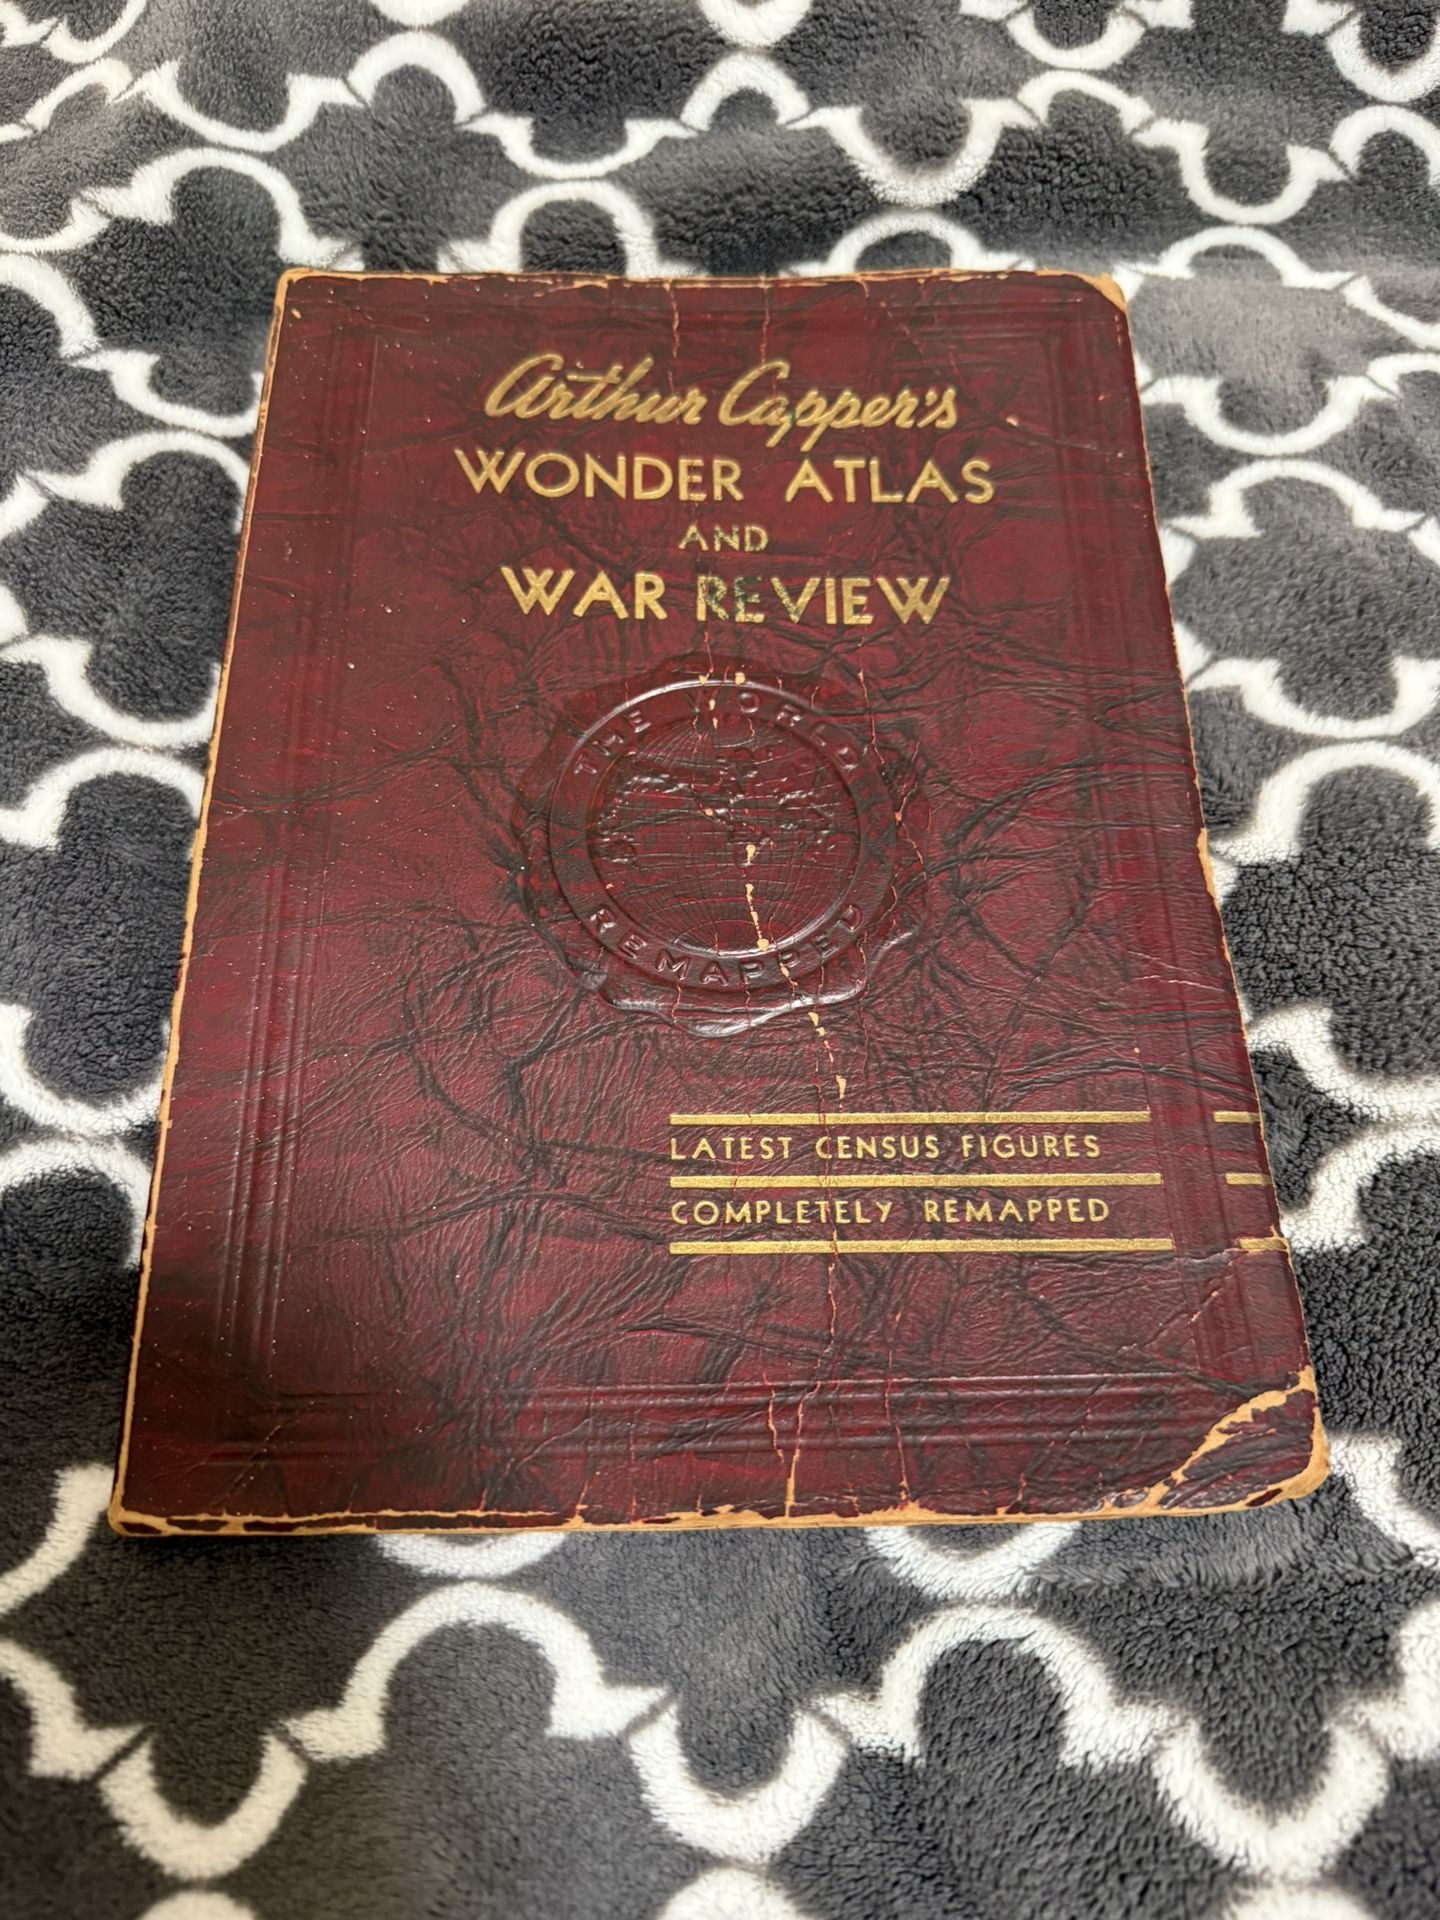 Arthur Capper's
WONDER ATLAS
AND
WAR REVIEW
THE WORLD
REMAPPED
LATEST CENSUS FIGURES
COMPLETELY REMAPPED